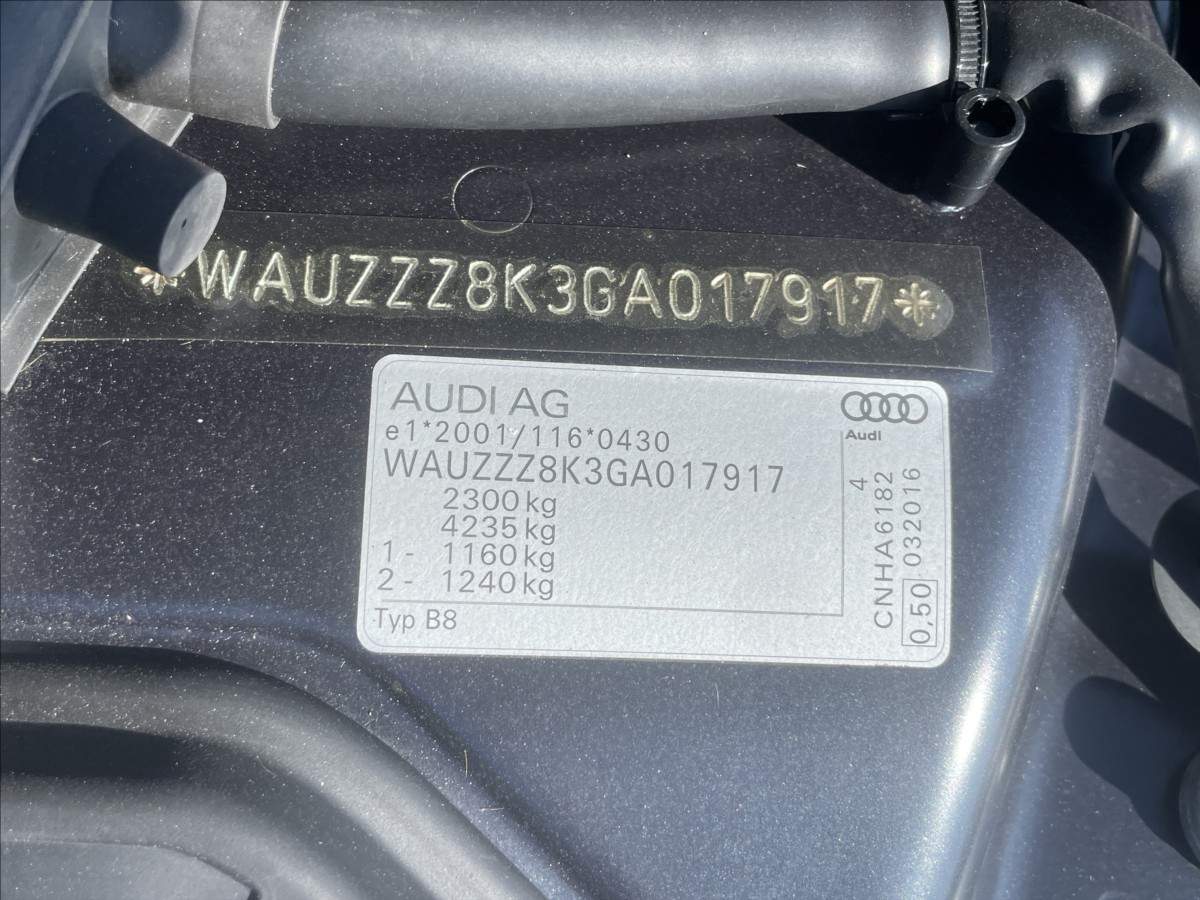 *WAUZZZ8K3GA017917*
AUDI AG
Audi
e1*2001/116*0430
WAUZZZ8K3GA017917
2300 kg
4235 kg
1 - 1160 kg
2 - 1240 kg
Typ B8
4
CNHA6182
0,50 032016